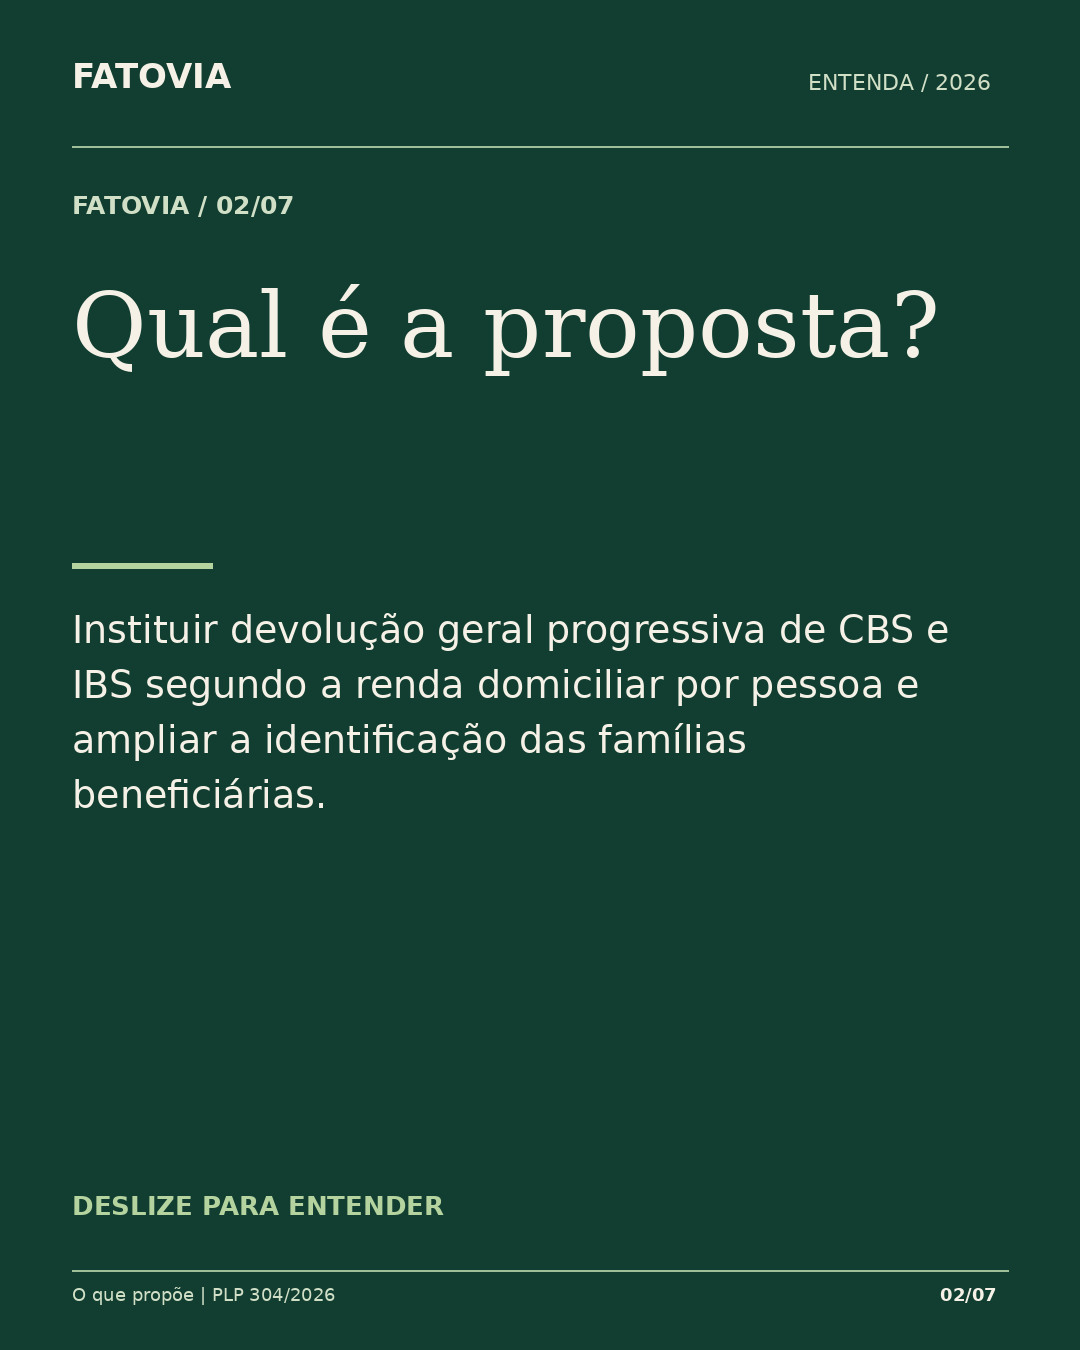 FATOVIA
ENTENDA / 2026
FATOVIA / 02/07
Qual é a proposta?
Instituir devolução geral progressiva de CBS e
IBS segundo a renda domiciliar por pessoa e
ampliar a identificação das famílias
beneficiárias.
DESLIZE PARA ENTENDER
O que propõe | PLP 304/2026
02/07